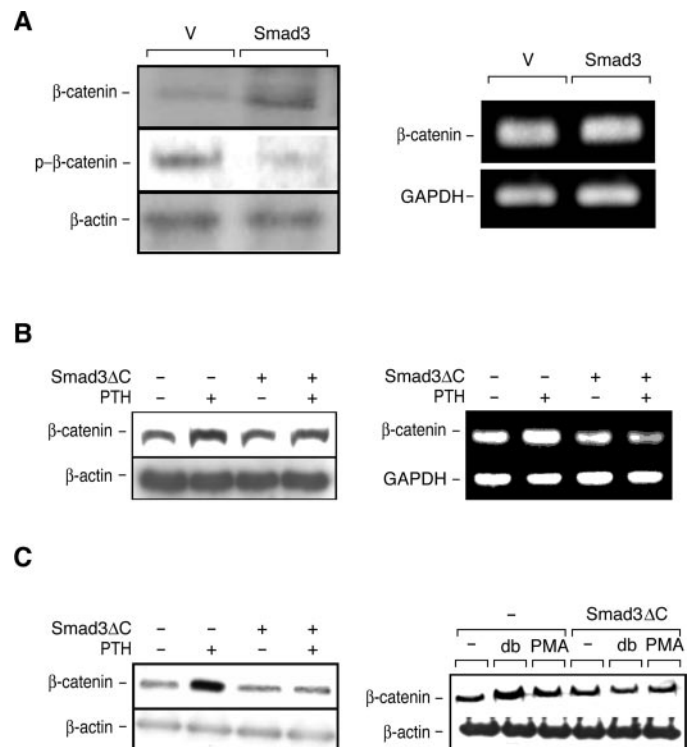 A
V Smad3
β-catenin –
p–β-catenin –
β-actin –
V Smad3
β-catenin –
GAPDH –
B
Smad3ΔC – – + +
PTH – + – +
β-catenin –
β-actin –
Smad3ΔC – – + +
PTH – + – +
β-catenin –
GAPDH –
C
Smad3ΔC – – + +
PTH – + – +
β-catenin –
β-actin –
– Smad3ΔC
– db PMA – db PMA
β-catenin –
β-actin –